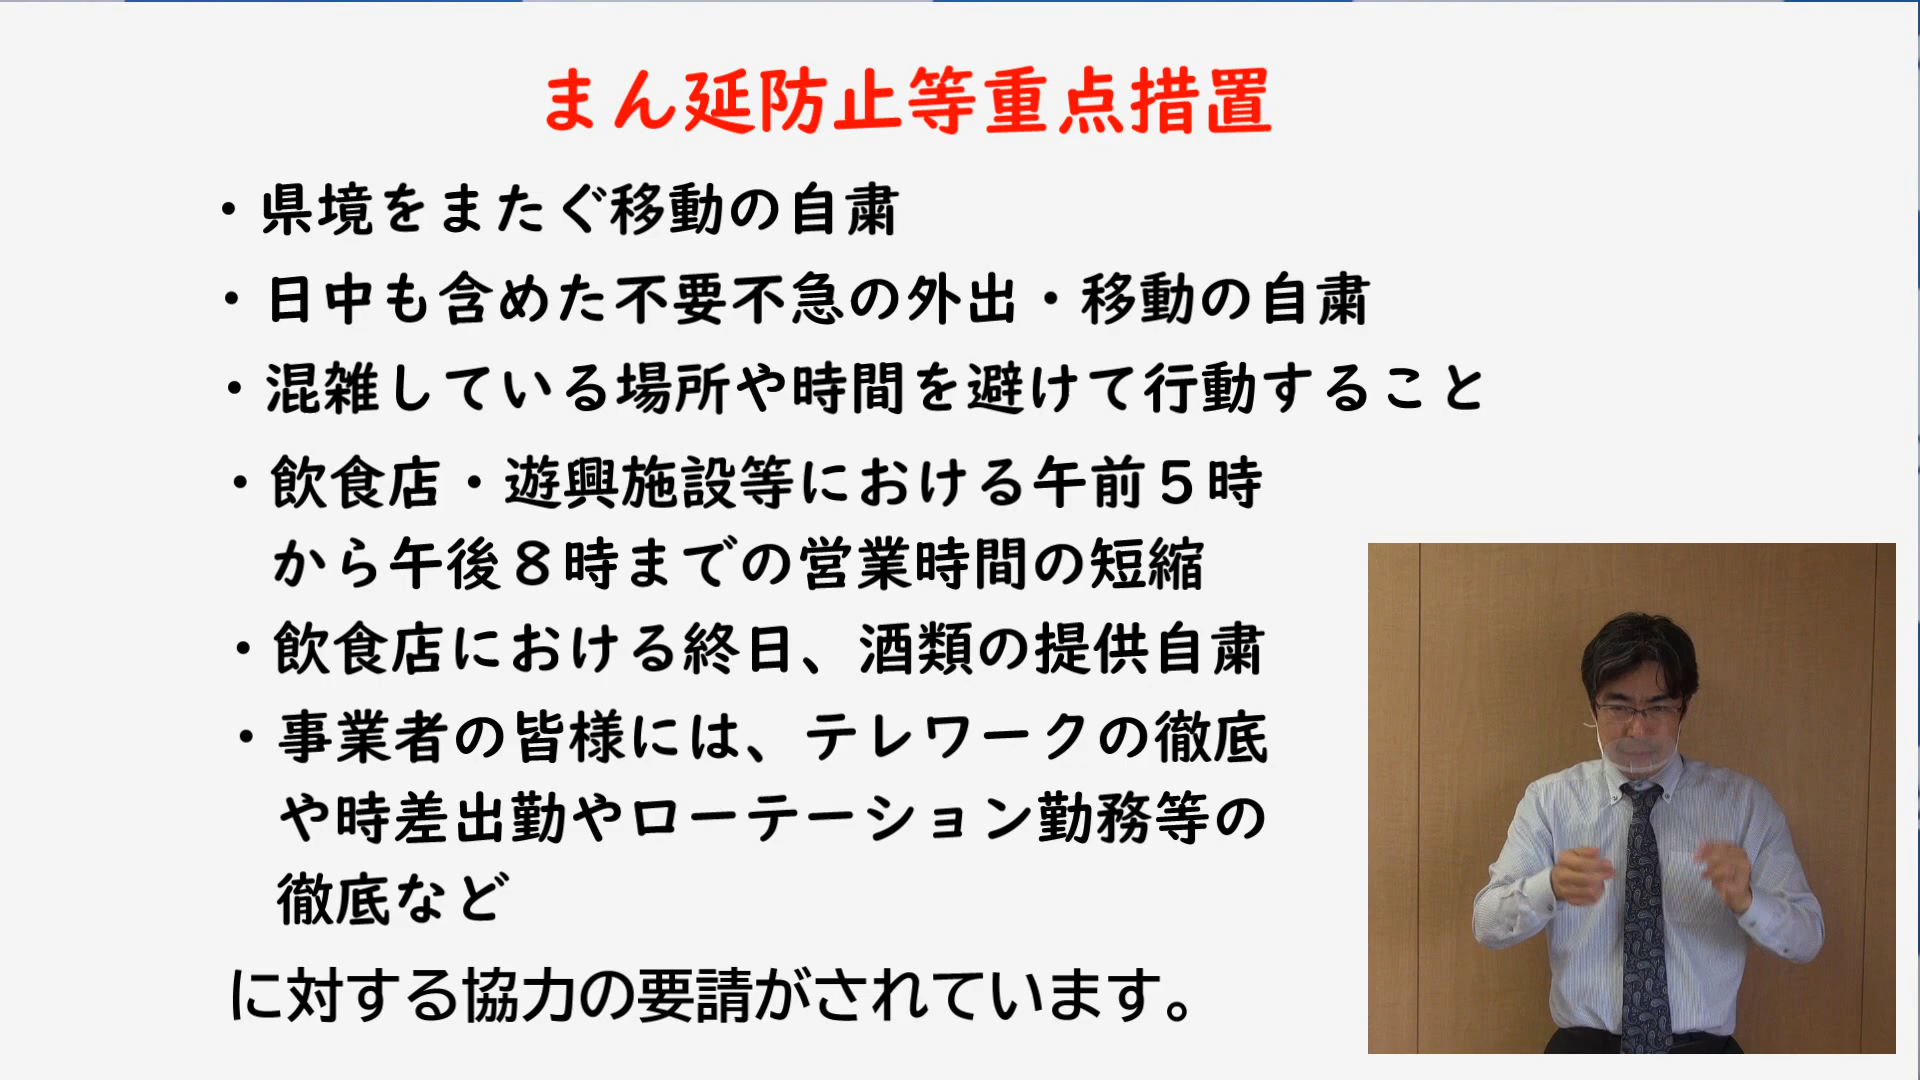 まん延防止等重点措置
・県境をまたぐ移動の自粛
・日中も含めた不要不急の外出・移動の自粛
・混雑している場所や時間を避けて行動すること
・飲食店・遊興施設等における午前５時
から午後８時までの営業時間の短縮
・飲食店における終日、酒類の提供自粛
・事業者の皆様には、テレワークの徹底
や時差出勤やローテーション勤務等の
徹底など
に対する協力の要請がされています。